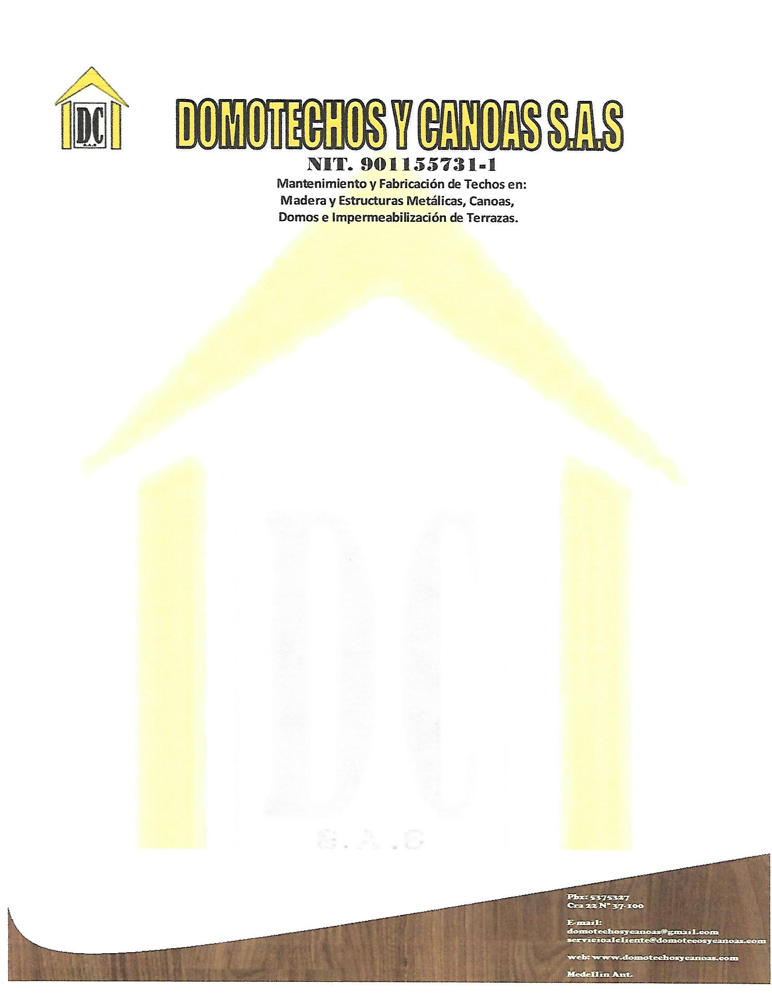 DC
S.A.S
DOMOTECHOS Y CANOAS S.A.S
NIT. 901155731-1
Mantenimiento y Fabricación de Techos en:
Madera y Estructuras Metálicas, Canoas,
Domos e Impermeabilización de Terrazas.
DC
S.A.S
Pbx: 5375327
Cra 22 N° 37-100
E-mail:
domotechosycanoas@gmail.com
servicioalcliente@domotecosycanoas.com
web: www.domotechosycanoas.com
Medellin Ant.